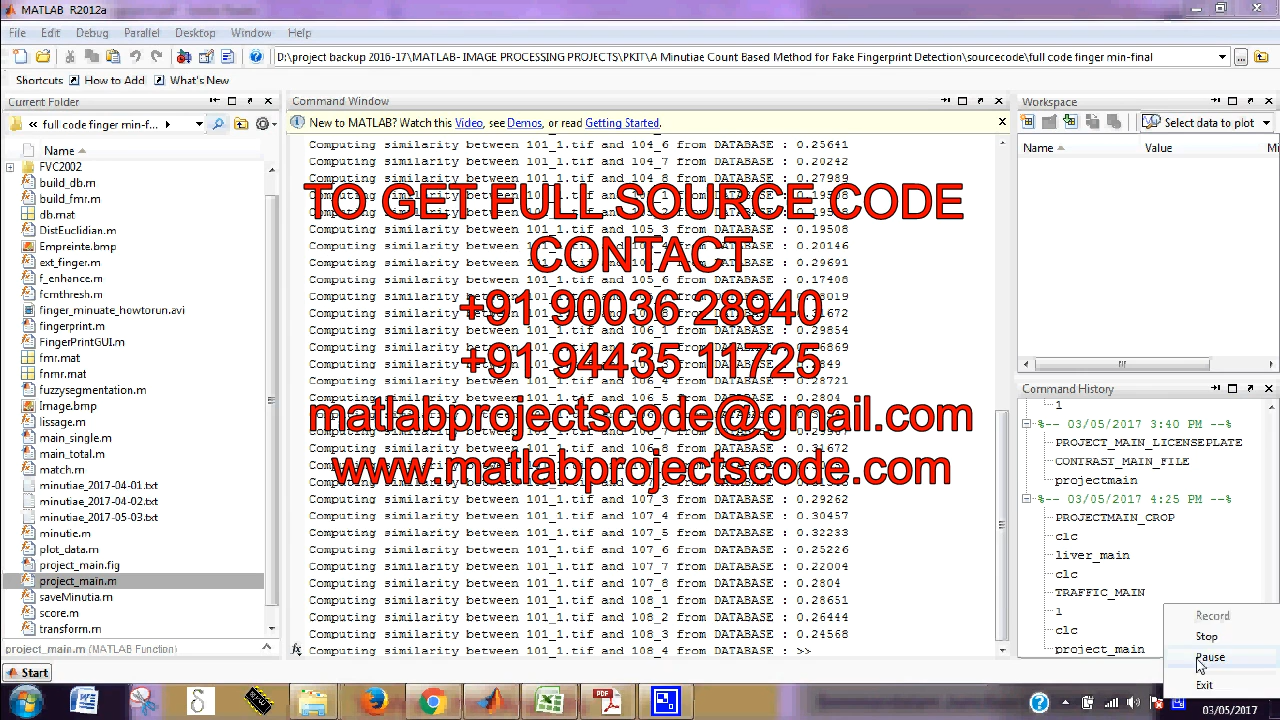 MATLAB R2012a
File Edit Debug Parallel Desktop Window Help
D:\project backup 2016-17\MATLAB- IMAGE PROCESSING PROJECTS\PKIT\A Minutiae Count Based Method for Fake Fingerprint Detection\sourcecode\full code finger min-final
Shortcuts How to Add What's New
Current Folder
full code finger min-f...
Name
FVC2002
build_db.m
build_fmr.m
db.mat
DistEuclidian.m
Empreinte.bmp
ext_finger.m
f_enhance.m
fcmthresh.m
finger_minuate_howtorun.avi
fingerprint.m
FingerPrintGUI.m
fmr.mat
fnmr.mat
fuzzysegmentation.m
Image.bmp
lissage.m
main_single.m
main_total.m
match.m
minutiae_2017-04-01.txt
minutiae_2017-04-02.txt
minutiae_2017-05-03.txt
minutie.m
plot_data.m
project_main.fig
project_main.m
saveMinutia.m
score.m
transform.m
project_main.m (MATLAB Function)
Start
Command Window
New to MATLAB? Watch this Video, see Demos, or read Getting Started.
Computing similarity between 101_1.tif and 104_6 from DATABASE : 0.25641
Computing similarity between 101_1.tif and 104_7 from DATABASE : 0.20242
Computing similarity between 101_1.tif and 104_8 from DATABASE : 0.27989
TO GET FULL SOURCE CODE
CONTACT
+91 90036 28940
+91 94435 11725
matlabprojectscode@gmail.com
www.matlabprojectscode.com
Computing similarity between 101_1.tif and 107_3 from DATABASE : 0.29262
Computing similarity between 101_1.tif and 107_4 from DATABASE : 0.30457
Computing similarity between 101_1.tif and 107_5 from DATABASE : 0.32233
Computing similarity between 101_1.tif and 107_6 from DATABASE : 0.25226
Computing similarity between 101_1.tif and 107_7 from DATABASE : 0.22004
Computing similarity between 101_1.tif and 107_8 from DATABASE : 0.2804
Computing similarity between 101_1.tif and 108_1 from DATABASE : 0.28651
Computing similarity between 101_1.tif and 108_2 from DATABASE : 0.26444
Computing similarity between 101_1.tif and 108_3 from DATABASE : 0.24568
Computing similarity between 101_1.tif and 108_4 from DATABASE : >>
Workspace
Select data to plot
Name Value Mi
Command History
1
%-- 03/05/2017 3:40 PM --%
PROJECT_MAIN_LICENSEPLATE
CONTRAST_MAIN_FILE
projectmain
%-- 03/05/2017 4:25 PM --%
PROJECTMAIN_CROP
clc
liver_main
clc
TRAFFIC_MAIN
1
clc
project_main
Record
Stop
Pause
Exit
03/05/2017